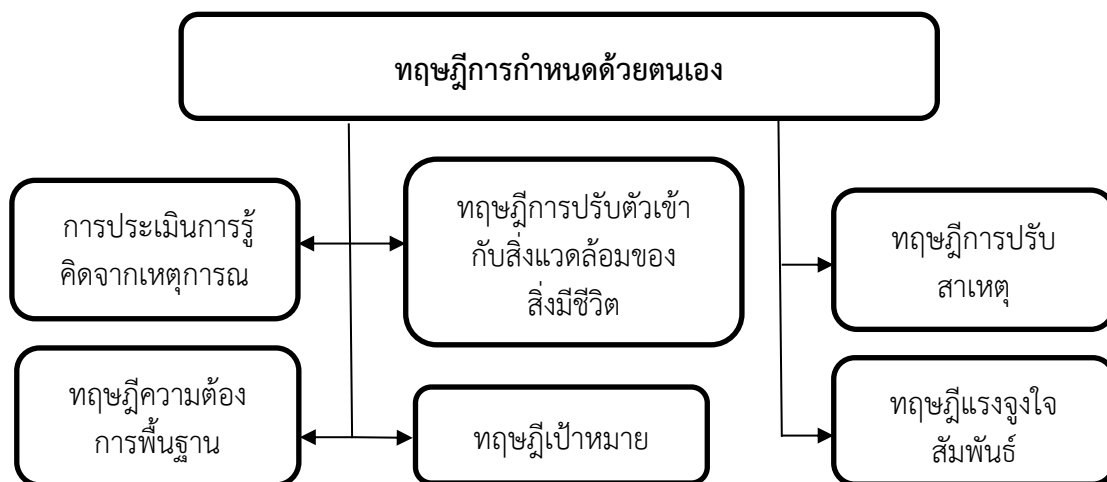 ทฤษฎีการกำหนดด้วยตนเอง
การประเมินการรู้
คิดจากเหตุการณ
ทฤษฎีการปรับตัวเข้า
กับสิ่งแวดล้อมของ
สิ่งมีชีวิต
ทฤษฎีการปรับ
สาเหตุ
ทฤษฎีความต้อง
การพื้นฐาน
ทฤษฎีเป้าหมาย
ทฤษฎีแรงจูงใจ
สัมพันธ์